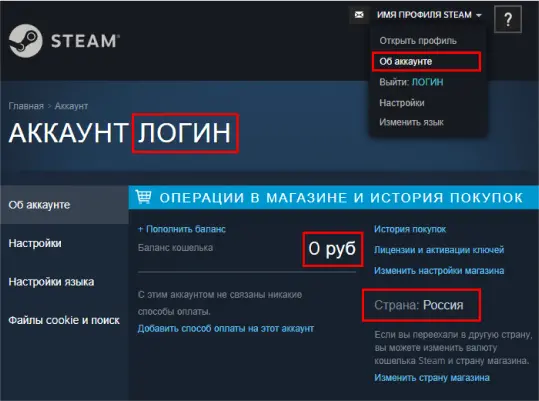 STEAM®
ИМЯ ПРОФИЛЯ STEAM
?
Открыть профиль
Об аккаунте
Выйти: ЛОГИН
Настройки
Изменить язык
Главная > Аккаунт
АККАУНТ ЛОГИН
Об аккаунте
Настройки
Настройки языка
Файлы cookie и поиск
ОПЕРАЦИИ В МАГАЗИНЕ И ИСТОРИЯ ПОКУПОК
+ Пополнить баланс
Баланс кошелька
0 руб
С этим аккаунтом не связаны никакие
способы оплаты.
Добавить способ оплаты на этот аккаунт
История покупок
Лицензии и активации ключей
Изменить настройки магазина
Страна: Россия
Если вы переехали в другую страну,
вы можете изменить валюту
кошелька Steam и страну магазина.
Изменить страну магазина